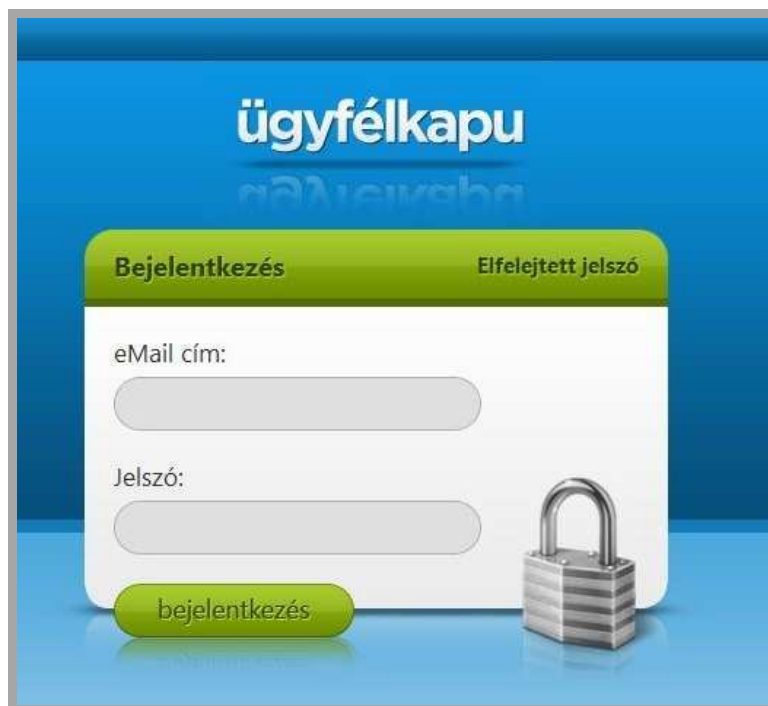 ügyfélkapu
Bejelentkezés
Elfelejtett jelszó
eMail cím:
Jelszó:
bejelentkezés